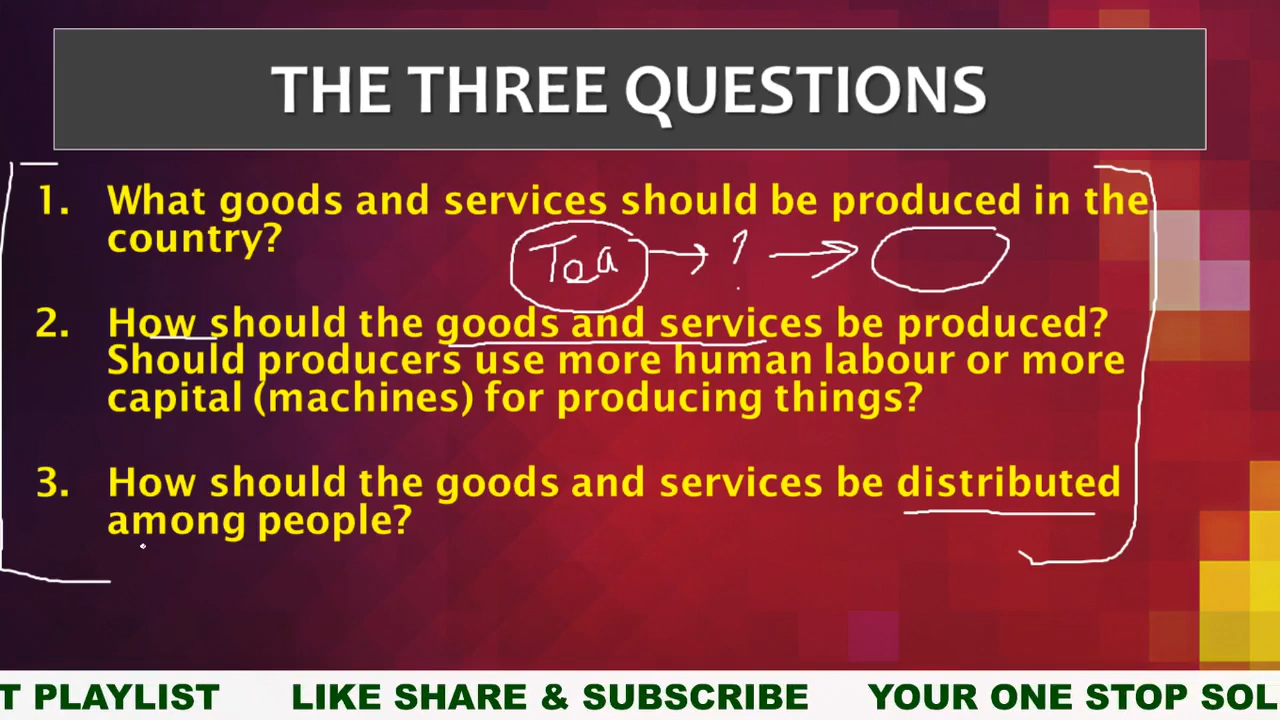 THE THREE QUESTIONS
1. What goods and services should be produced in the
country?
Tea → ? →
2. How should the goods and services be produced?
Should producers use more human labour or more
capital (machines) for producing things?
3. How should the goods and services be distributed
among people?
T PLAYLIST LIKE SHARE & SUBSCRIBE YOUR ONE STOP SOL